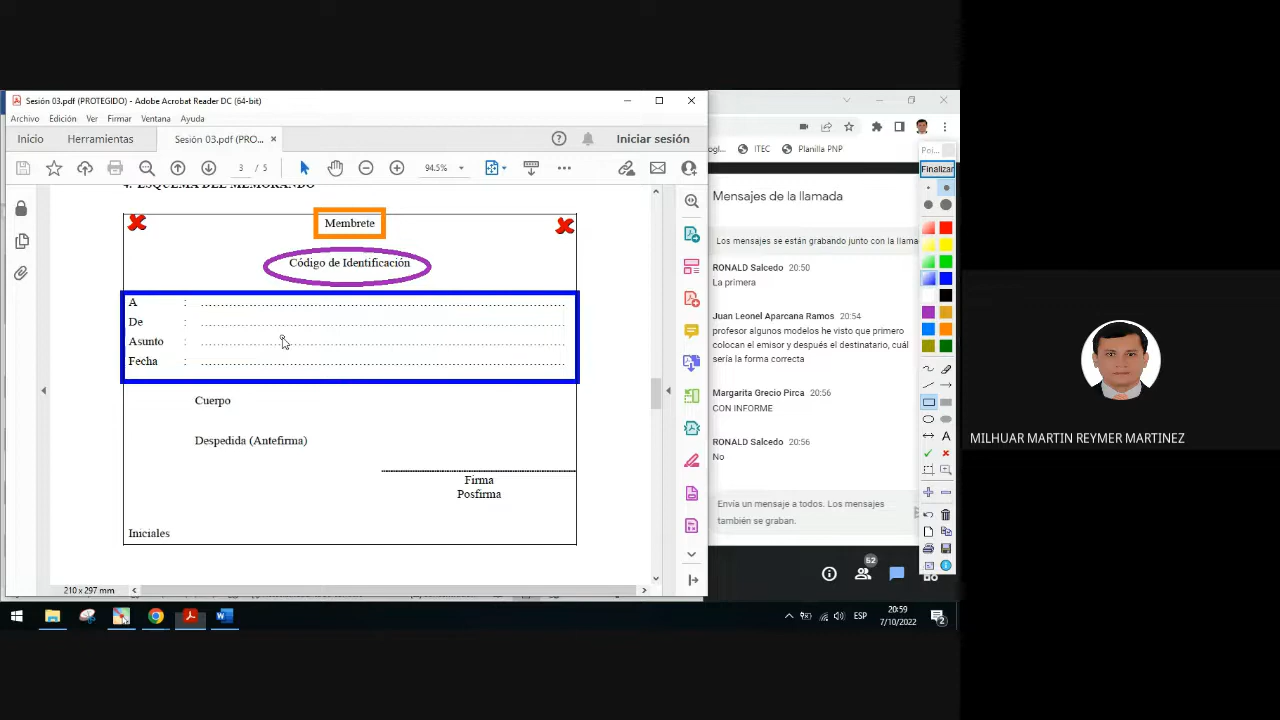 Sesión 03.pdf (PROTEGIDO) - Adobe Acrobat Reader DC (64-bit)
Archivo Edición Ver Firmar Ventana Ayuda
Inicio Herramientas Sesión 03.pdf (PRO... × Iniciar sesión
3 / 5 94.5%
4. ESQUEMA DEL MEMORANDO
Membrete
Código de Identificación
A : ................................................
De : ................................................
Asunto : ................................................
Fecha : ................................................
Cuerpo
Despedida (Antefirma)
Firma
Posfirma
Iniciales
210 x 297 mm
ITEC Planilla PNP
Mensajes de la llamada
Los mensajes se están grabando junto con la llama
RONALD Salcedo 20:50
La primera
Juan Leonel Aparcana Ramos 20:54
profesor algunos modelos he visto que primero
colocan el emisor y después el destinatario, cuál
sería la forma correcta
Margarita Grecio Pirca 20:56
CON INFORME
RONALD Salcedo 20:56
No
Envía un mensaje a todos. Los mensajes
también se graban.
52
Finalizar
A
MILHUAR MARTIN REYMER MARTINEZ
ESP
20:59
7/10/2022
2